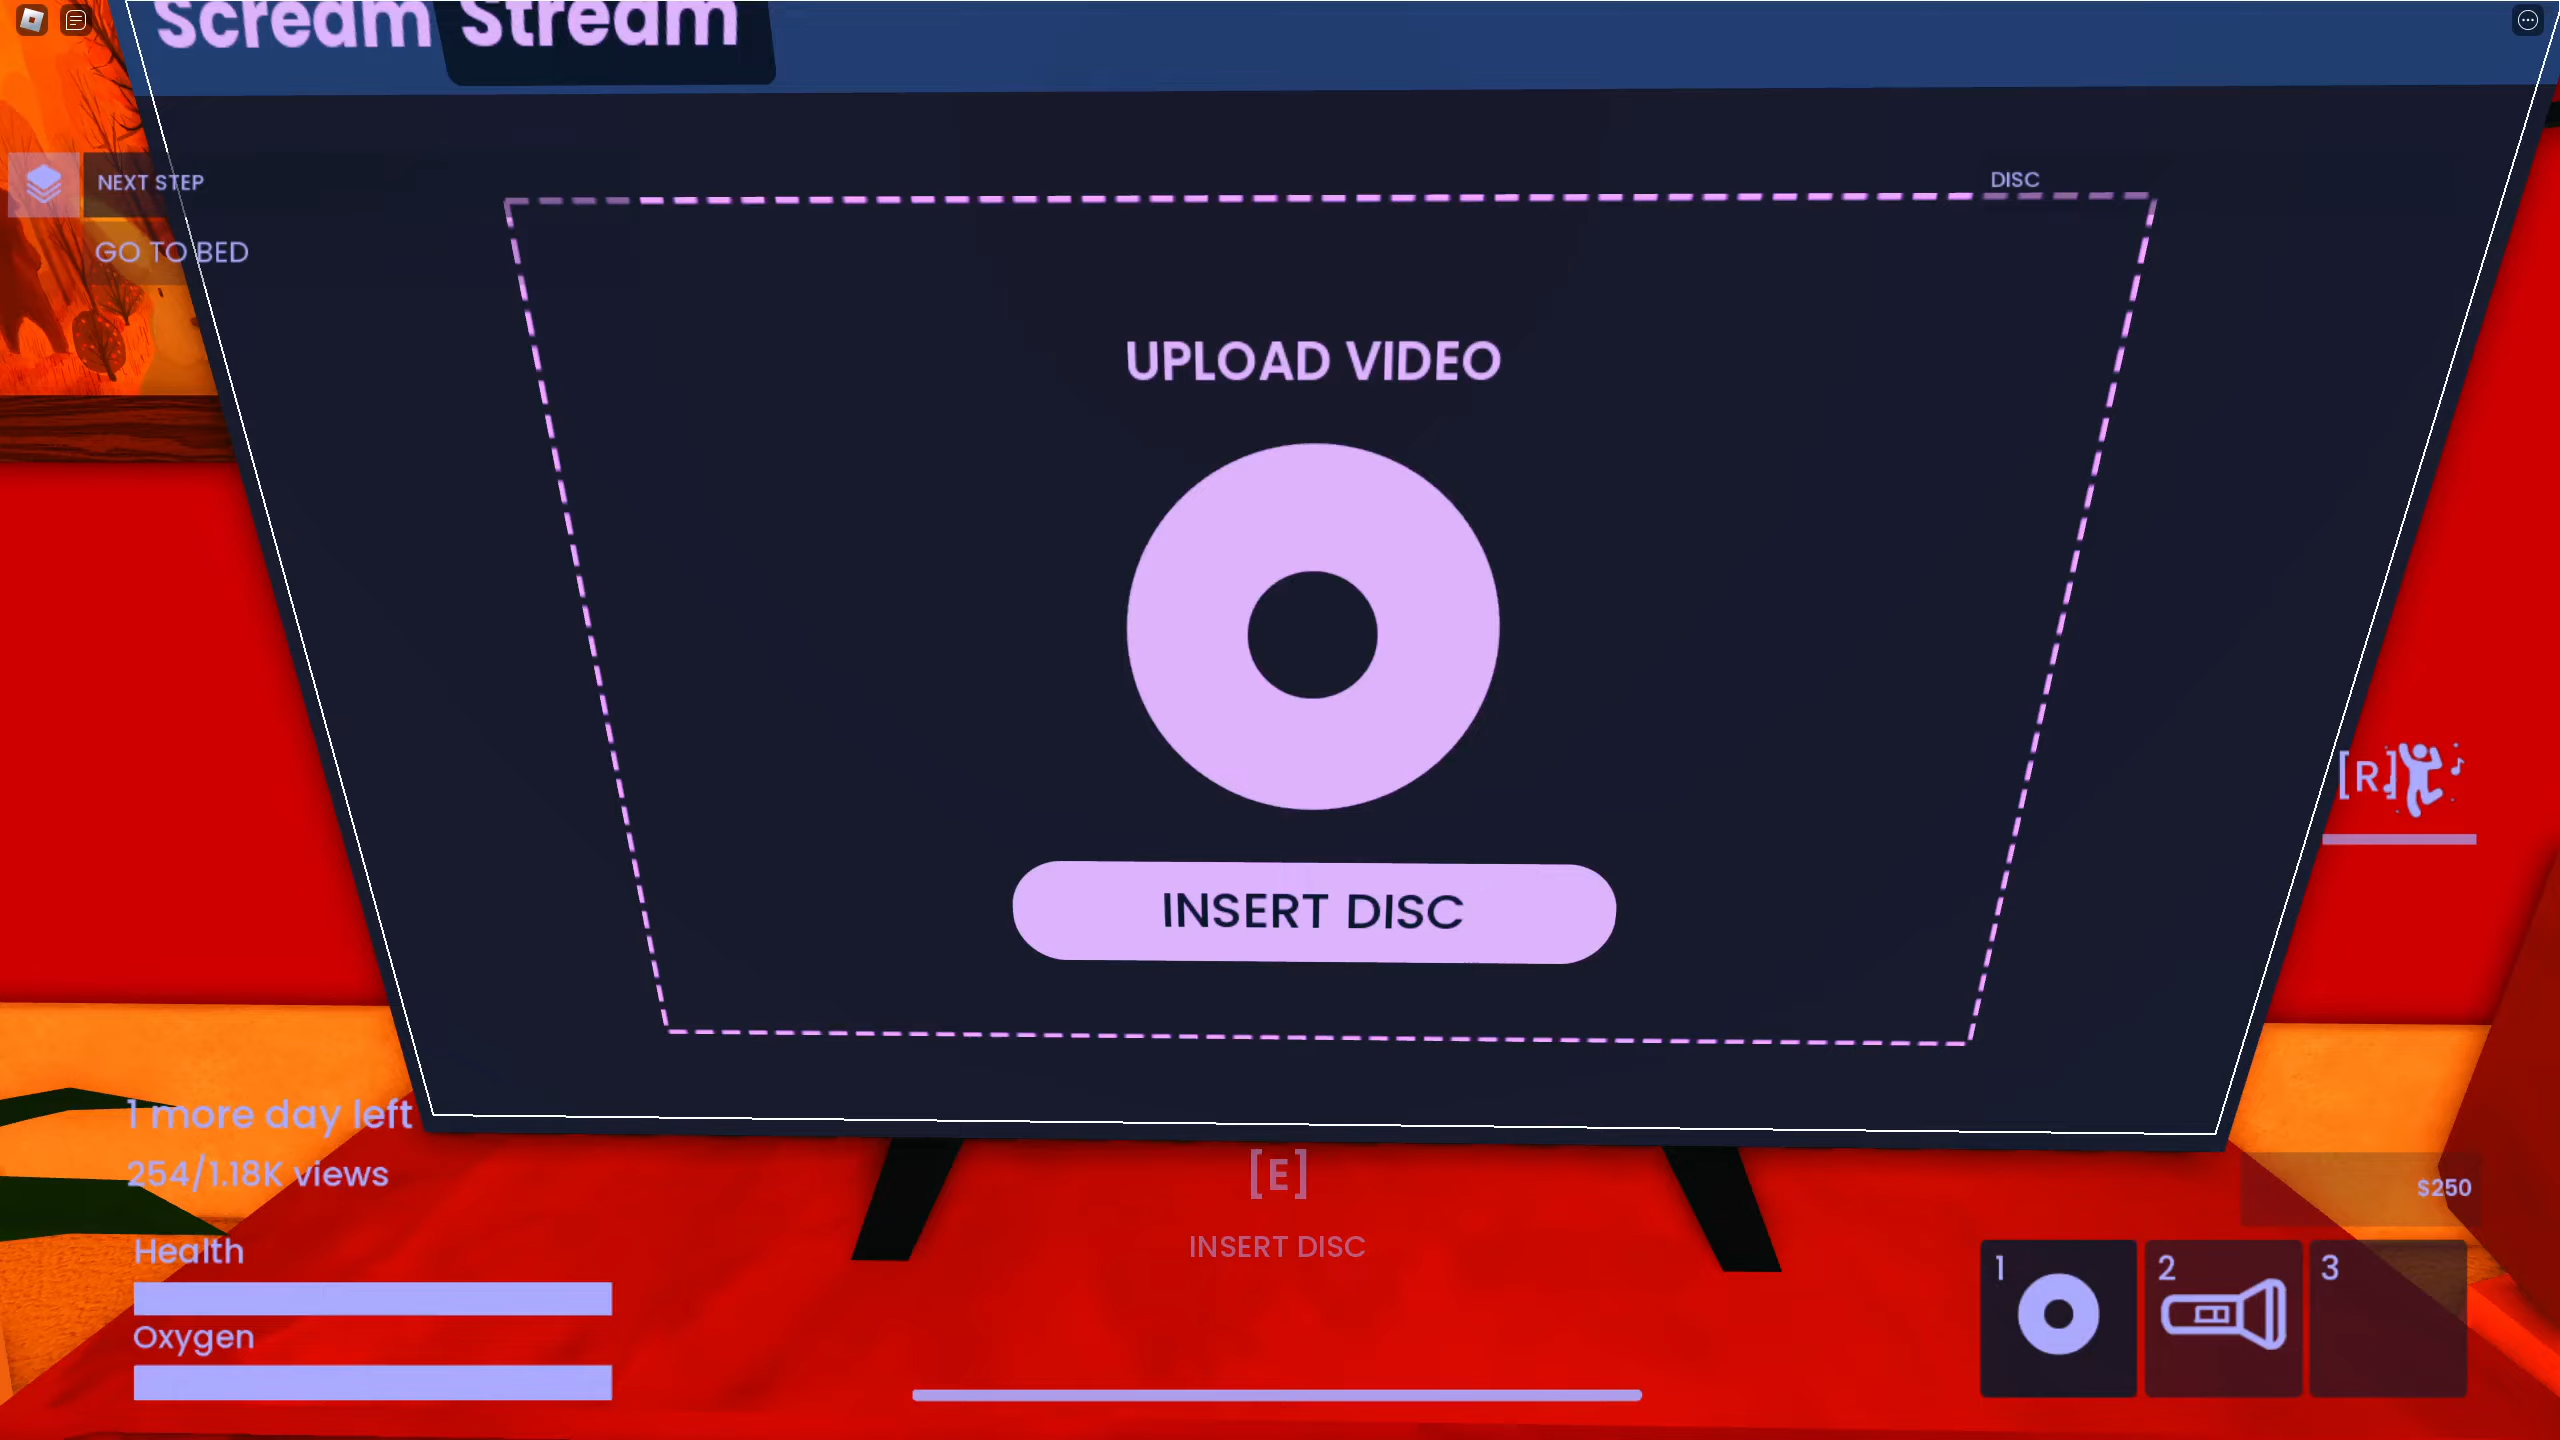 Scream Stream
NEXT STEP
GO TO BED
DISC
UPLOAD VIDEO
INSERT DISC
[R]
1 more day left
254/1.18K views
Health
Oxygen
[E]
INSERT DISC
$250
1
2
3